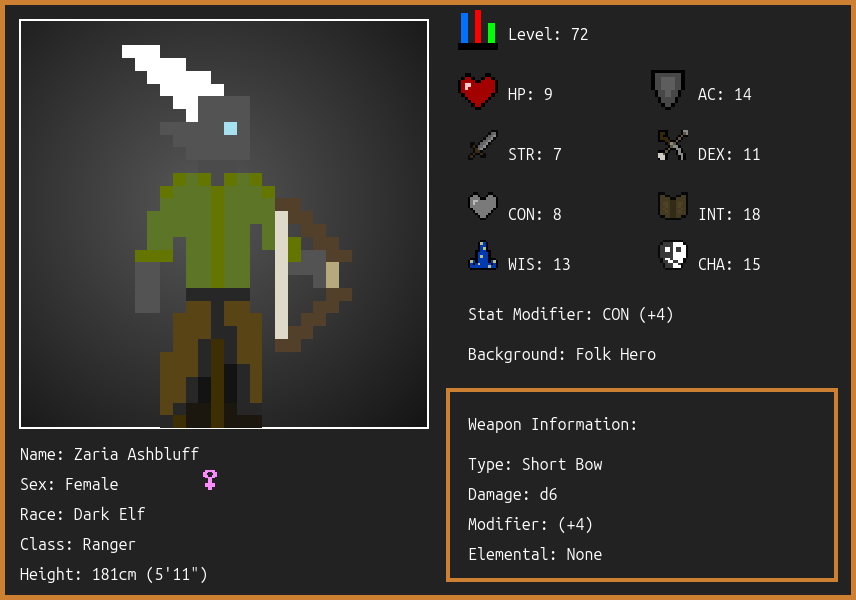 Level: 72
HP: 9
AC: 14
STR: 7
DEX: 11
CON: 8
INT: 18
WIS: 13
CHA: 15
Stat Modifier: CON (+4)
Background: Folk Hero
Weapon Information:
Type: Short Bow
Damage: d6
Modifier: (+4)
Elemental: None
Name: Zaria Ashbluff
Sex: Female
Race: Dark Elf
Class: Ranger
Height: 181cm (5'11")